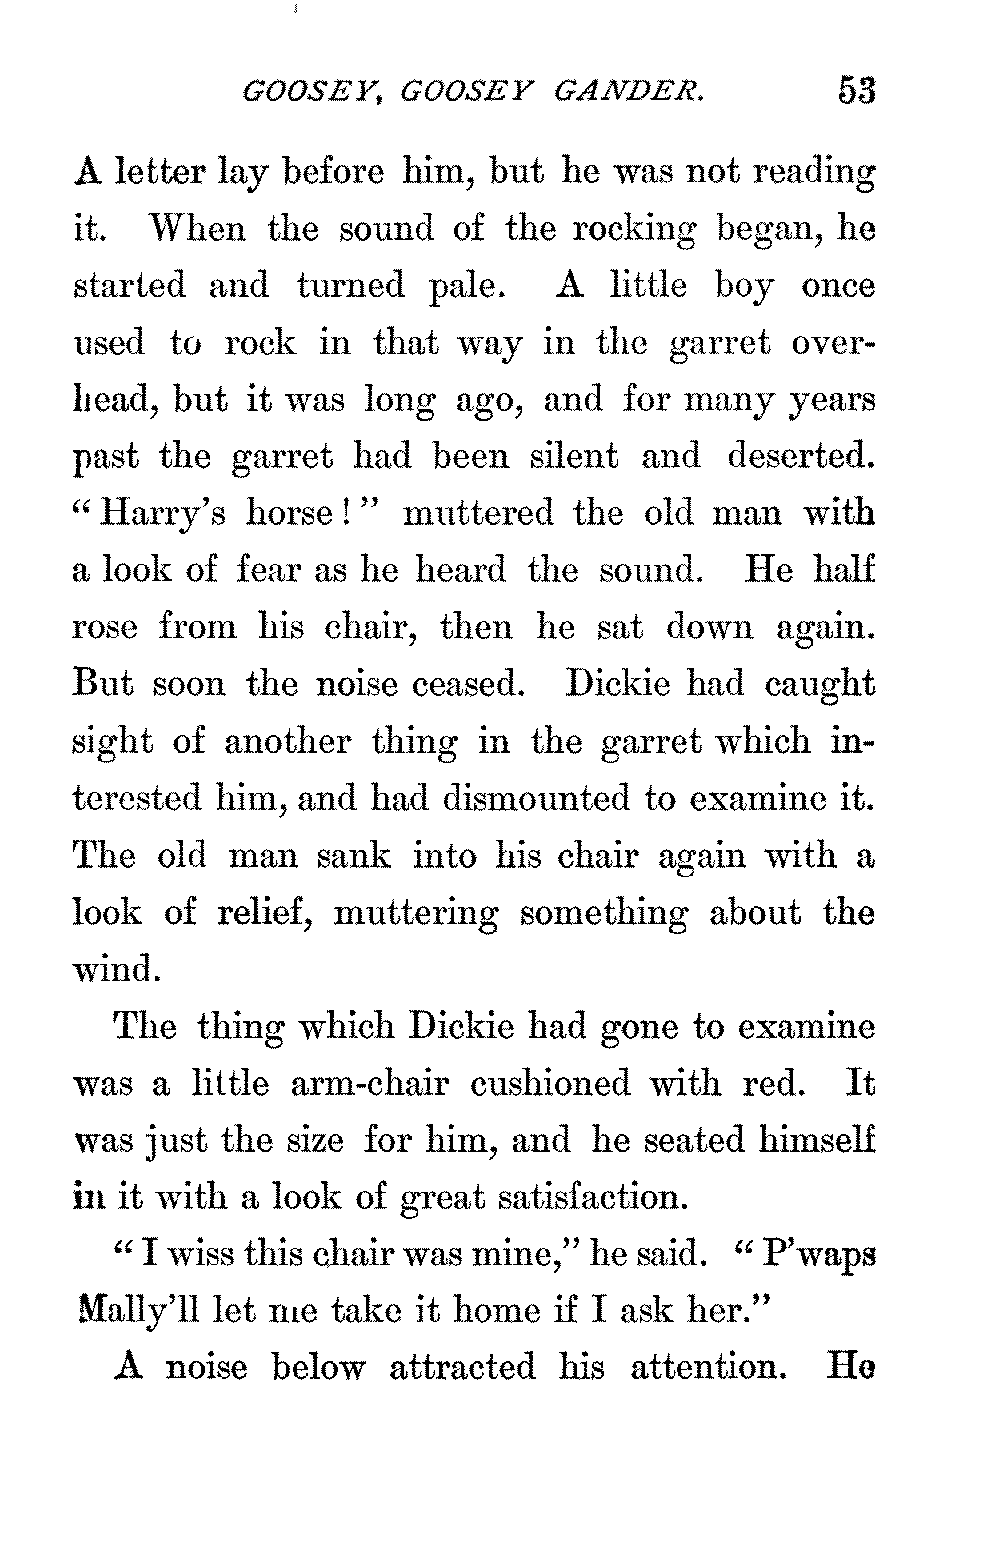 GOOSEY, GOOSEY GANDER. 53
A letter lay before him, but he was not reading
it. When the sound of the rocking began, he
started and turned pale. A little boy once
used to rock in that way in the garret over-
head, but it was long ago, and for many years
past the garret had been silent and deserted.
“Harry’s horse!” muttered the old man with
a look of fear as he heard the sound. He half
rose from his chair, then he sat down again.
But soon the noise ceased. Dickie had caught
sight of another thing in the garret which in-
terested him, and had dismounted to examine it.
The old man sank into his chair again with a
look of relief, muttering something about the
wind.
The thing which Dickie had gone to examine
was a little arm-chair cushioned with red. It
was just the size for him, and he seated himself
in it with a look of great satisfaction.
“I wiss this chair was mine,” he said. “P’waps
Mally’ll let me take it home if I ask her.”
A noise below attracted his attention. He